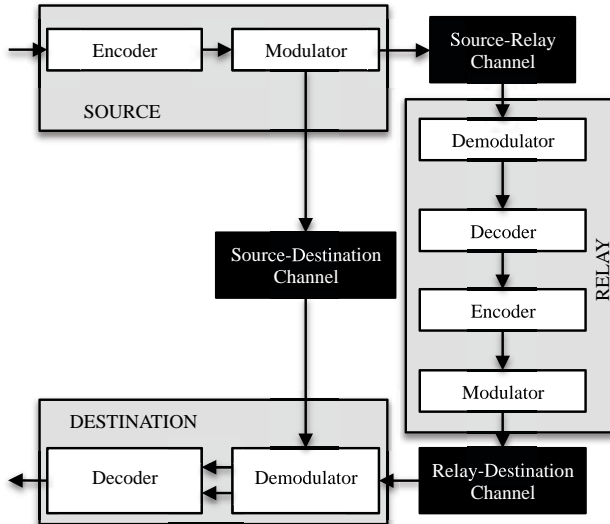 Encoder
Modulator
SOURCE
Source-Relay
Channel
Demodulator
Decoder
Encoder
Modulator
RELAY
Source-Destination
Channel
DESTINATION
Decoder
Demodulator
Relay-Destination
Channel